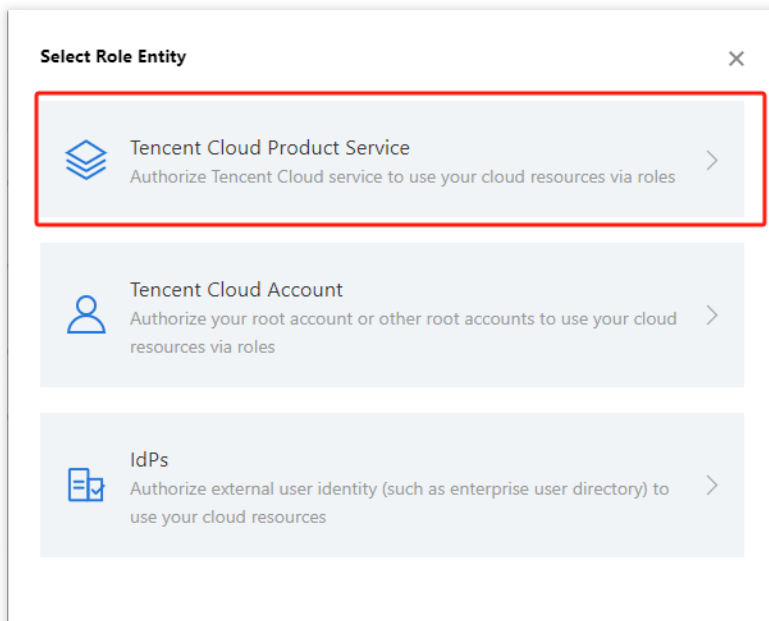 Select Role Entity
Tencent Cloud Product Service
Authorize Tencent Cloud service to use your cloud resources via roles
Tencent Cloud Account
Authorize your root account or other root accounts to use your cloud
resources via roles
IdPs
Authorize external user identity (such as enterprise user directory) to
use your cloud resources